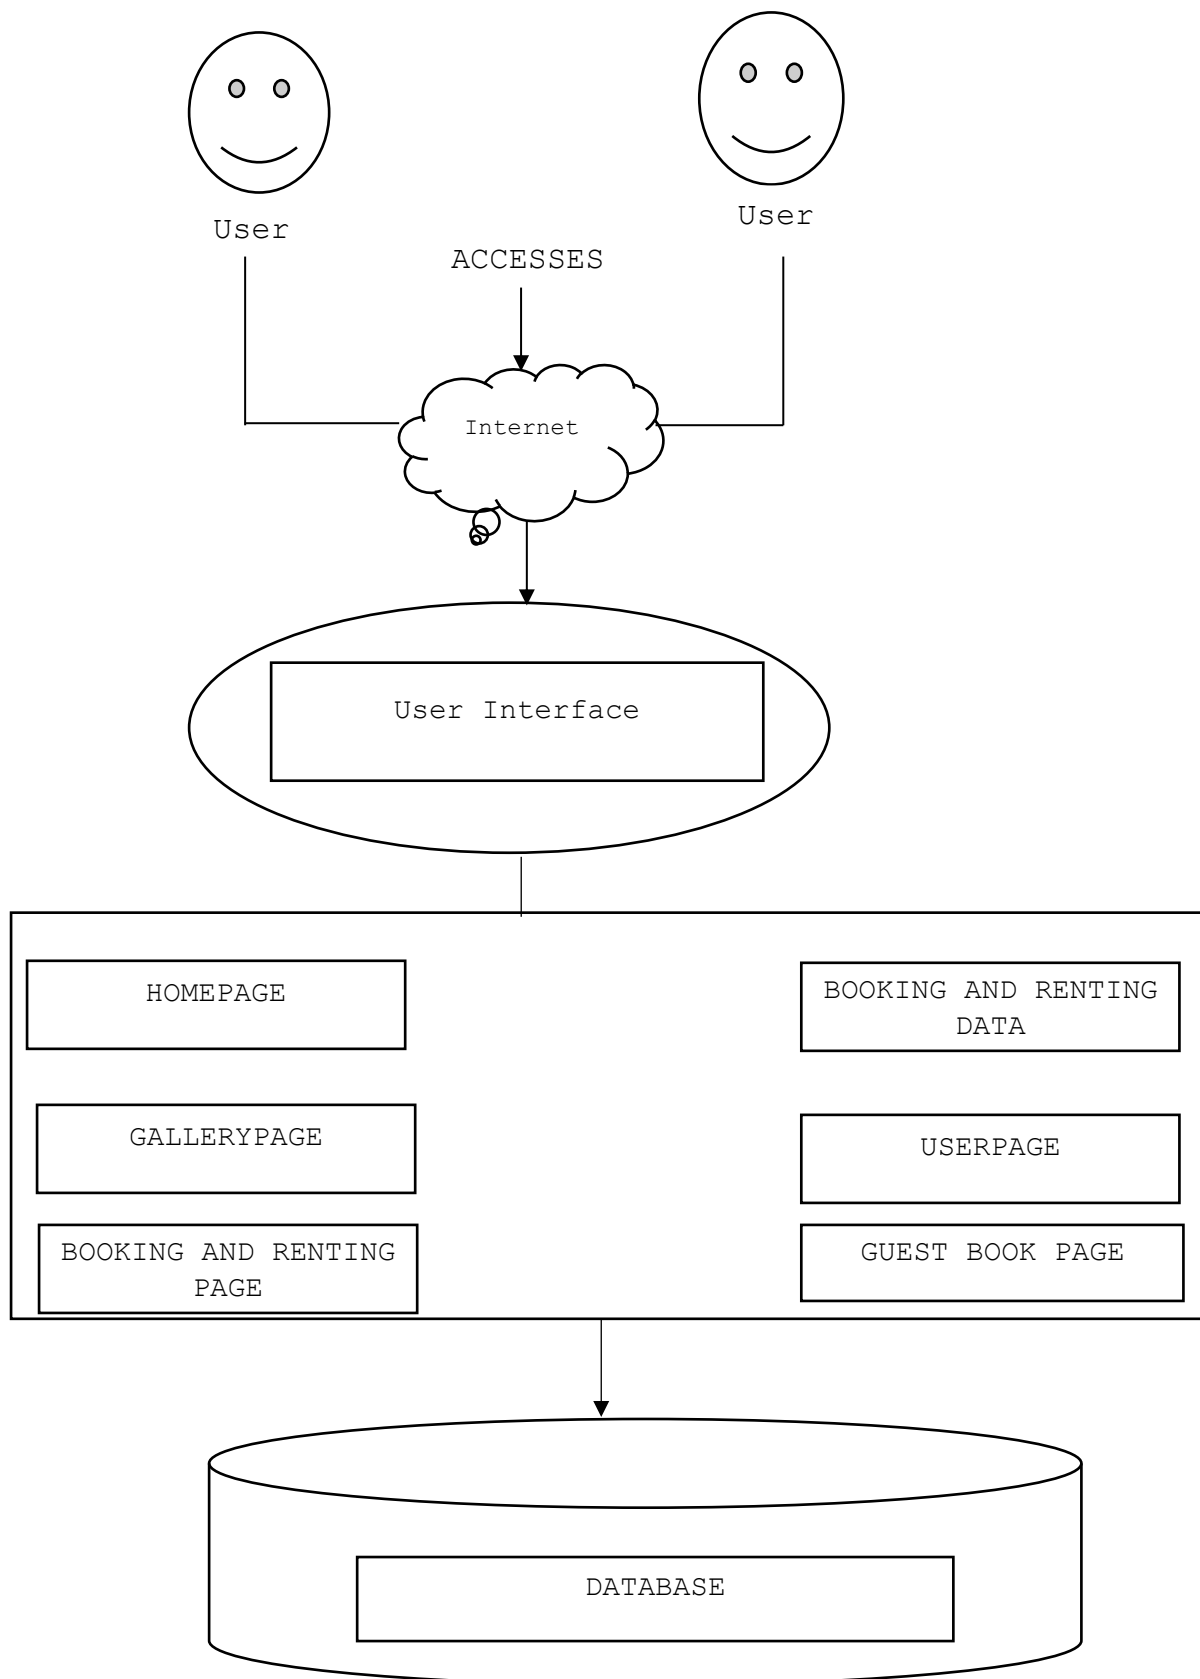 User
User
ACCESSES
Internet
User Interface
HOMEPAGE
BOOKING AND RENTING
DATA
GALLERYPAGE
USERPAGE
BOOKING AND RENTING
PAGE
GUEST BOOK PAGE
DATABASE